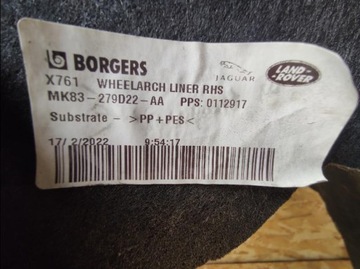 BORGERS
JAGUAR
LAND-
ROVER
X761 WHEELARCH LINER RHS
MK83-279D22-AA PPS: 0112917
Substrate - >PP+PES<
17/ 2/2022 9:54:17